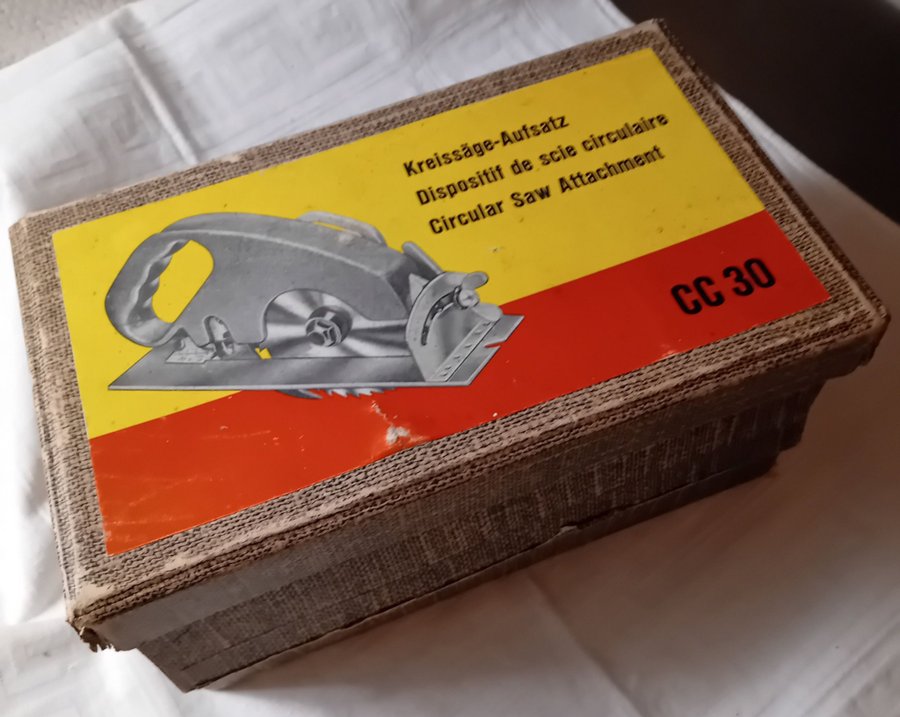 Kreissäge-Aufsatz
Dispositif de scie circulaire
Circular Saw Attachment
CC 30